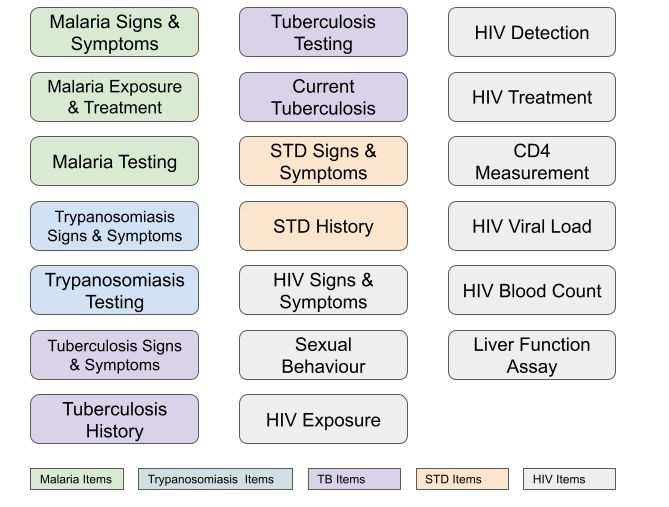 Malaria Signs &
Symptoms
Malaria Exposure
& Treatment
Malaria Testing
Trypanosomiasis
Signs & Symptoms
Trypanosomiasis
Testing
Tuberculosis Signs
& Symptoms
Tuberculosis
History
Tuberculosis
Testing
Current
Tuberculosis
STD Signs &
Symptoms
STD History
HIV Signs &
Symptoms
Sexual
Behaviour
HIV Exposure
HIV Detection
HIV Treatment
CD4
Measurement
HIV Viral Load
HIV Blood Count
Liver Function
Assay
Malaria Items
Trypanosomiasis Items
TB Items
STD Items
HIV Items